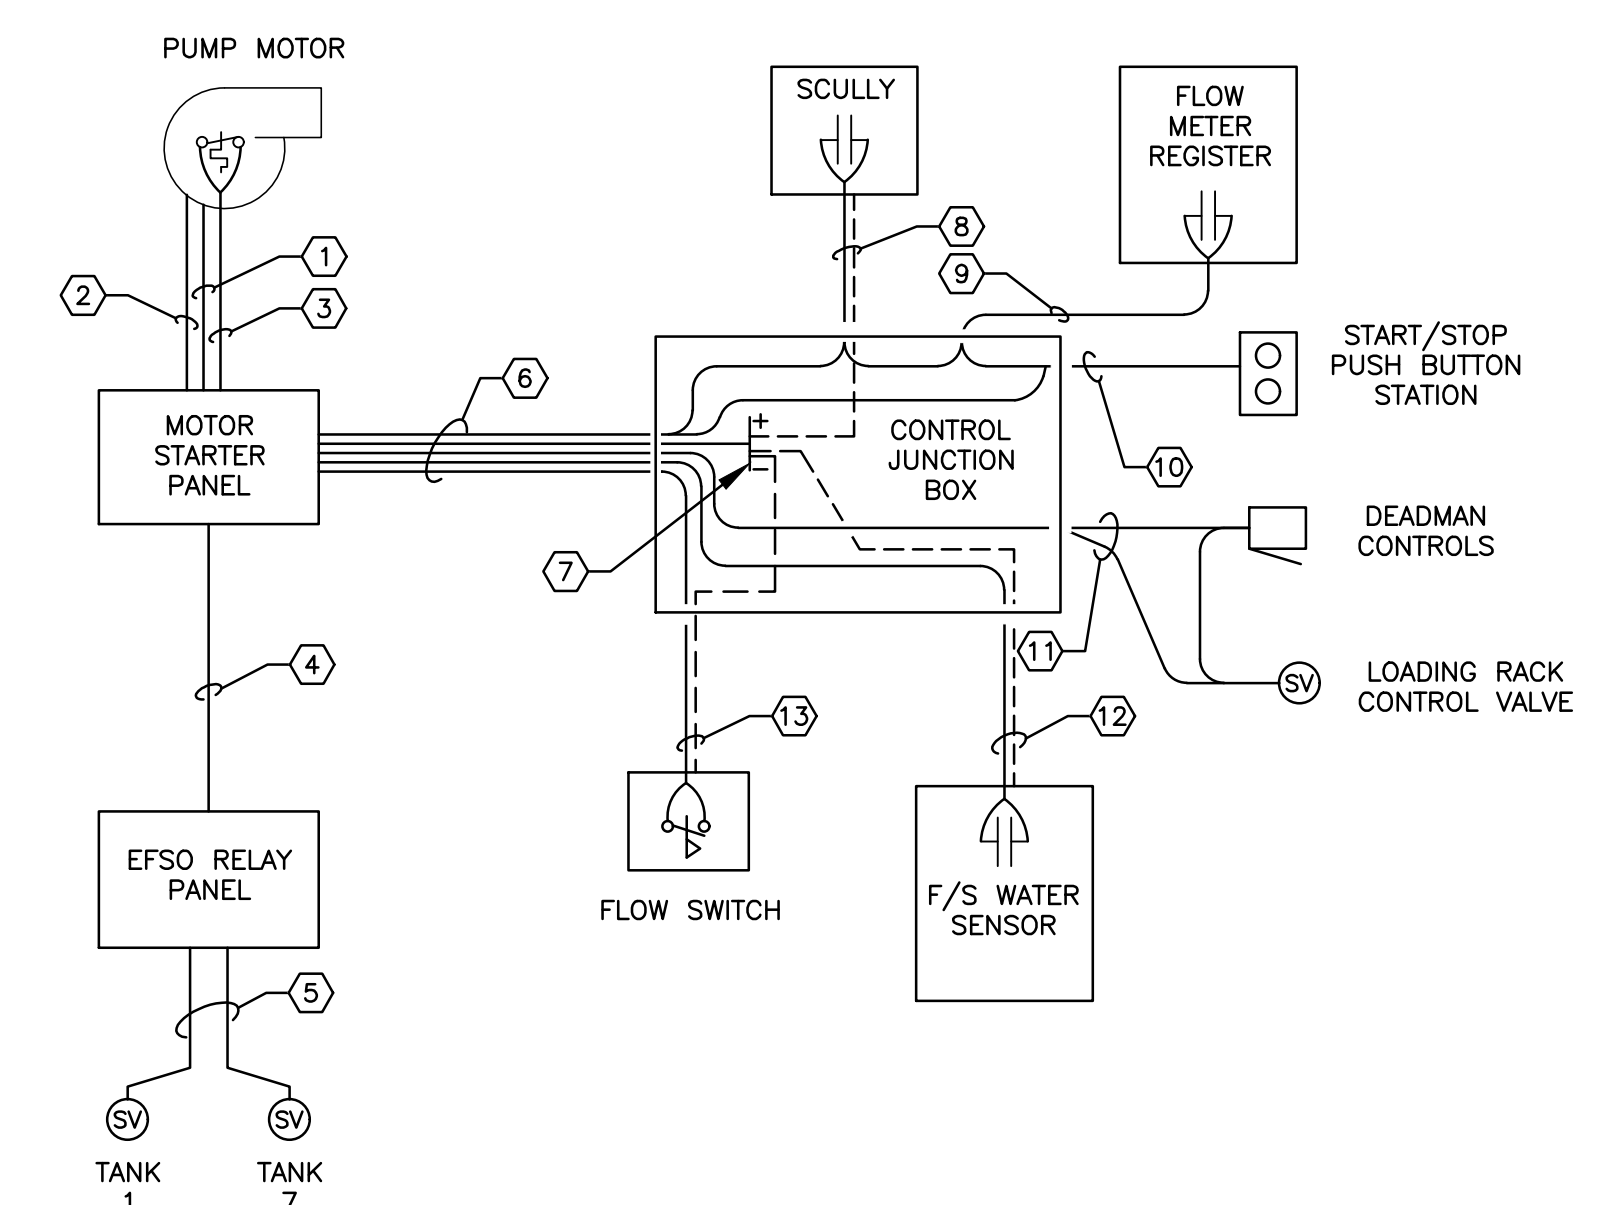 PUMP MOTOR
SCULLY
FLOW
METER
REGISTER
8
1
9
2
3
START/STOP
PUSH BUTTON
STATION
6
MOTOR
STARTER
PANEL
+
CONTROL
JUNCTION
BOX
10
DEADMAN
CONTROLS
7
11
4
LOADING RACK
CONTROL VALVE
SV
13
12
EFSO RELAY
PANEL
FLOW SWITCH
F/S WATER
SENSOR
5
SV
SV
TANK
1
TANK
7